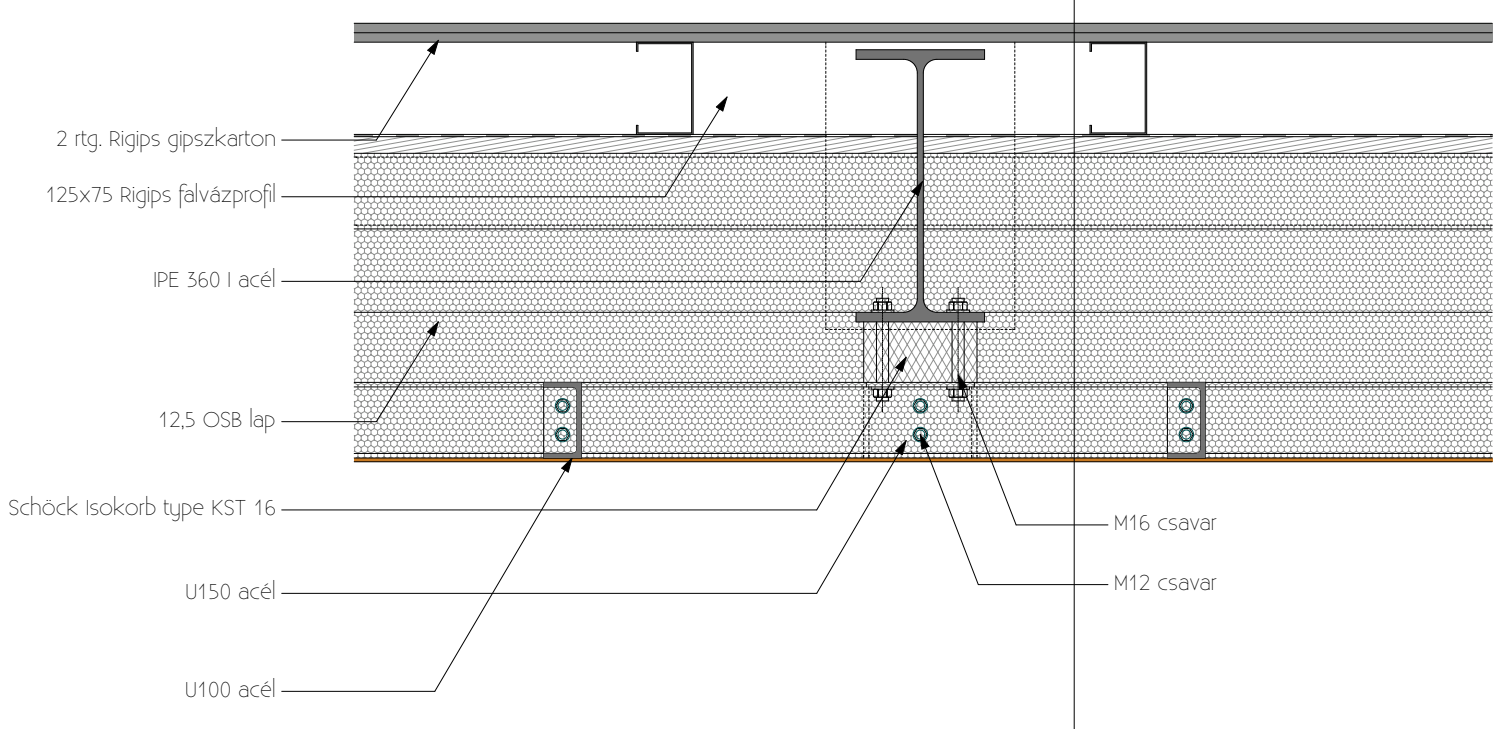 2 rtg. Rigips gipszkarton
125x75 Rigips falvázprofil
IPE 360 I acél
12,5 OSB lap
Schöck Isokorb type KST 16
M16 csavar
U150 acél
M12 csavar
U100 acél